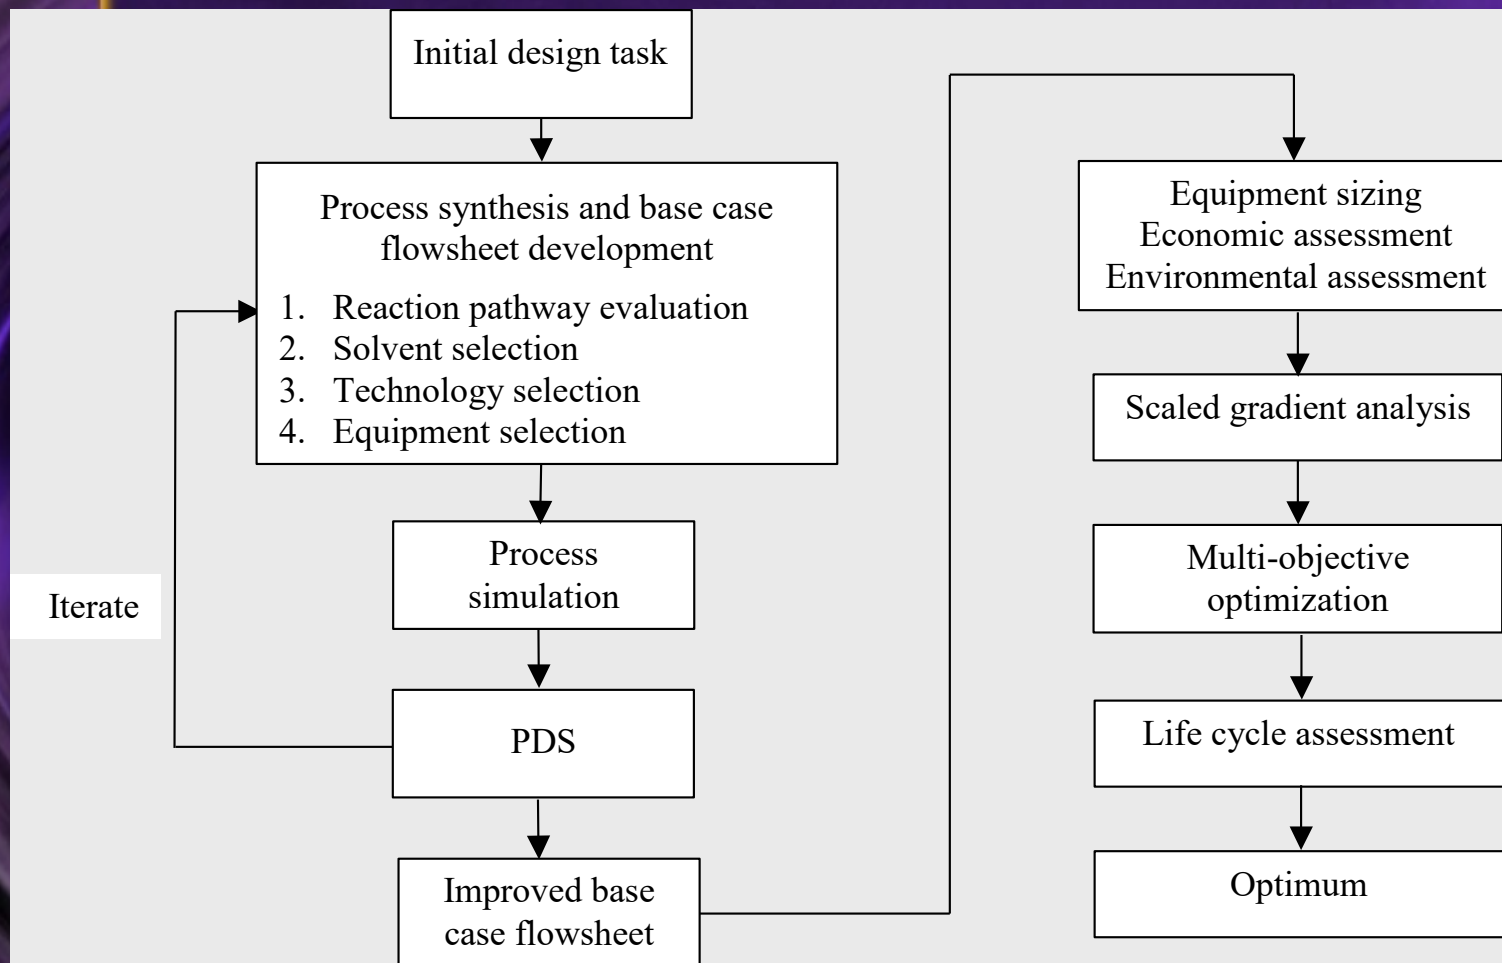 Initial design task
Process synthesis and base case
flowsheet development
1. Reaction pathway evaluation
2. Solvent selection
3. Technology selection
4. Equipment selection
Process
simulation
Iterate
PDS
Improved base
case flowsheet
Equipment sizing
Economic assessment
Environmental assessment
Scaled gradient analysis
Multi-objective
optimization
Life cycle assessment
Optimum